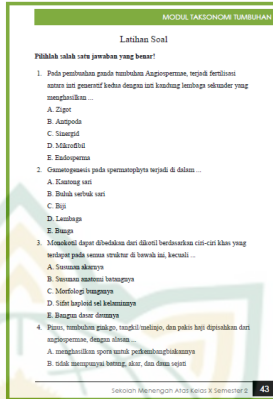 MODUL TAKSONOMI TUMBUHAN
Latihan Soal
Pilihlah salah satu jawaban yang benar!
1. Pada pembuahan ganda tumbuhan Angiospermae, terjadi fertilisasi
antara inti generatif kedua dengan inti kandung lembaga sekunder yang
menghasilkan ...
A. Zigot
B. Antipoda
C. Sinergid
D. Mikrofibil
E. Endosperma
2. Gametogenesis pada spermatophyta terjadi di dalam ...
A. Kantong sari
B. Buluh serbuk sari
C. Biji
D. Lembaga
E. Bunga
3. Monokotil dapat dibedakan dari dikotil berdasarkan ciri-ciri khas yang
terdapat pada semua struktur di bawah ini, kecuali ...
A. Susunan akarnya
B. Susunan anatomi batangnya
C. Morfologi bunganya
D. Sifat haploid sel kelaminnya
E. Bangun dasar daunnya
4. Pinus, tumbuhan ginkgo, tangkil/melinjo, dan pakis haji dipisahkan dari
angiospermae, dengan alasan ...
A. menghasilkan spora untuk perkembangbiakannya
B. tidak mempunyai batang, akar, dan daun sejati
Sekolah Menengah Atas Kelas X Semester 2 43